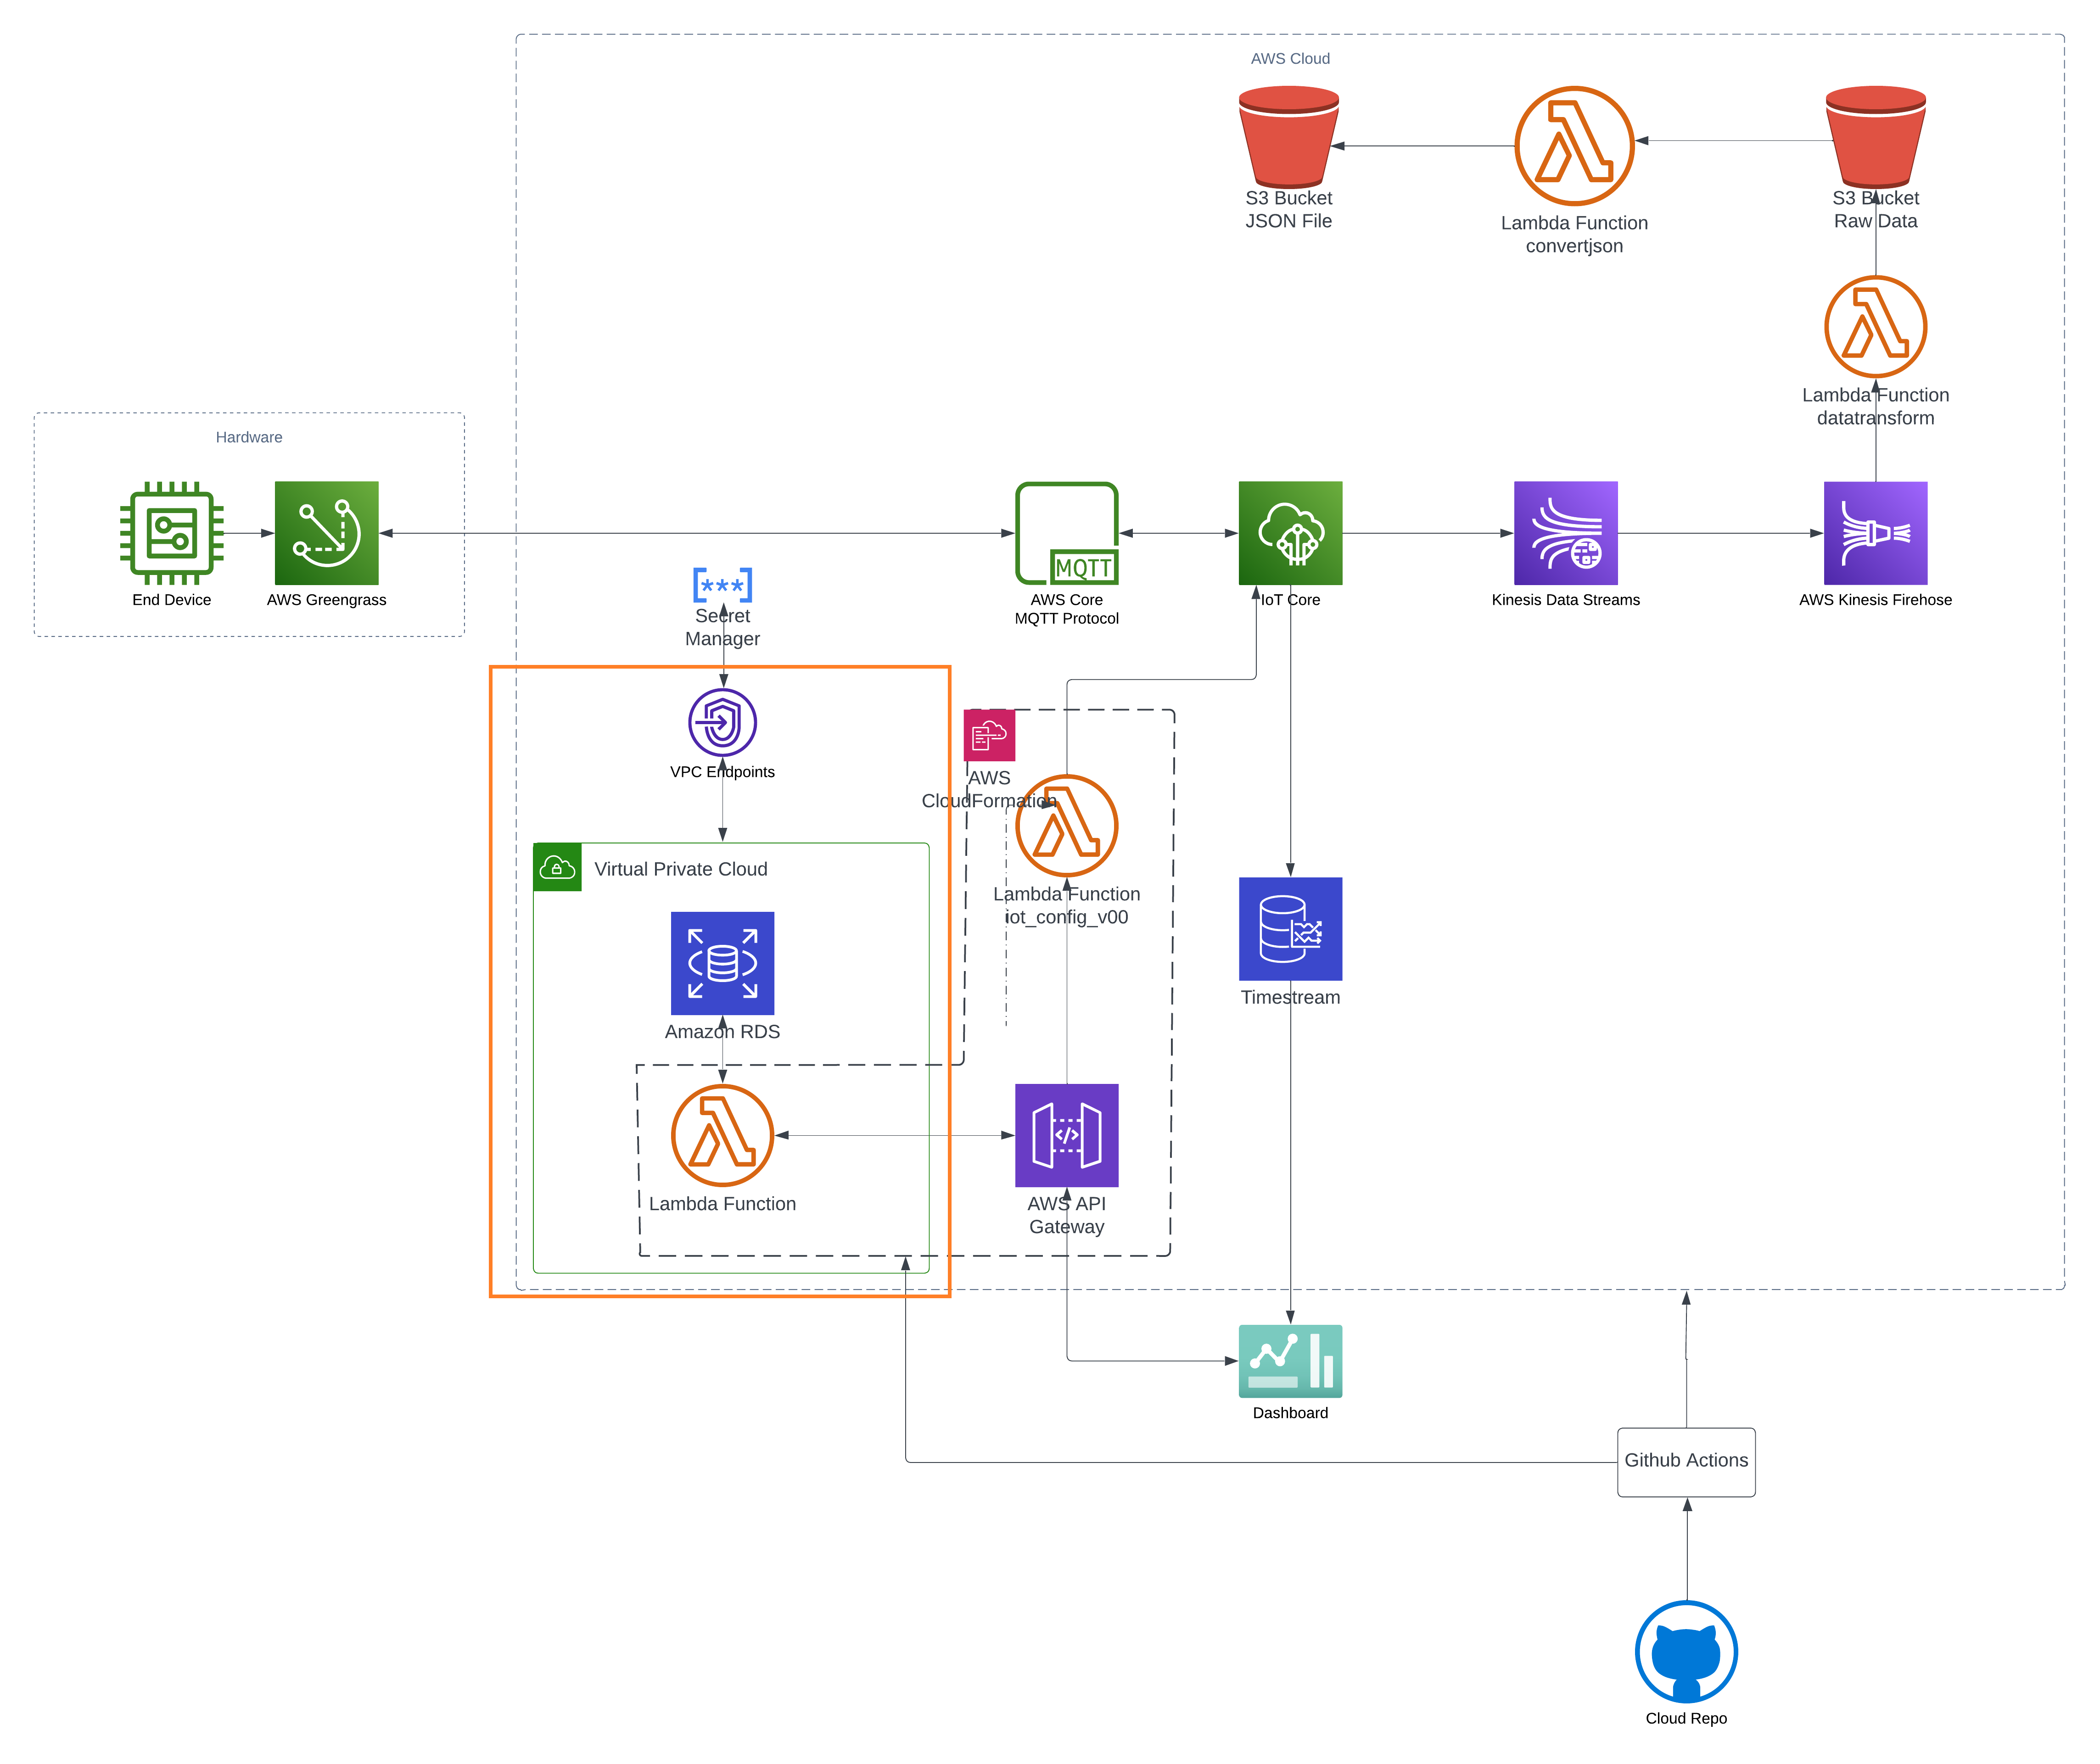 AWS Cloud
S3 Bucket
JSON File
Lambda Function
convertjson
S3 Bucket
Raw Data
Lambda Function
datatransform
Hardware
End Device
AWS Greengrass
***
Secret
Manager
MQTT
AWS Core
MQTT Protocol
IoT Core
Kinesis Data Streams
AWS Kinesis Firehose
VPC Endpoints
AWS
CloudFormation
Lambda Function
iot_config_v00
Virtual Private Cloud
Amazon RDS
Timestream
Lambda Function
</>
AWS API
Gateway
Dashboard
Github Actions
Cloud Repo